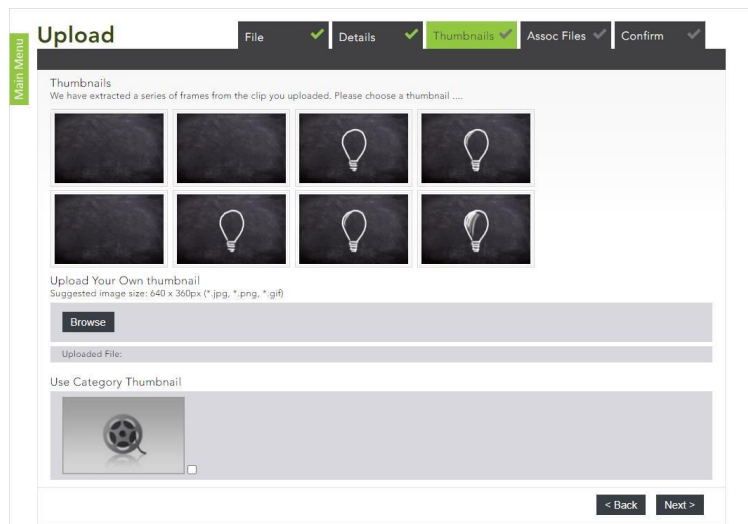 Main Menu
Upload
File
Details
Thumbnails
Assoc Files
Confirm
Thumbnails
We have extracted a series of frames from the clip you uploaded. Please choose a thumbnail ....
Upload Your Own thumbnail
Suggested image size: 640 x 360px (*.jpg, *.png, *.gif)
Browse
Uploaded File:
Use Category Thumbnail
< Back
Next >